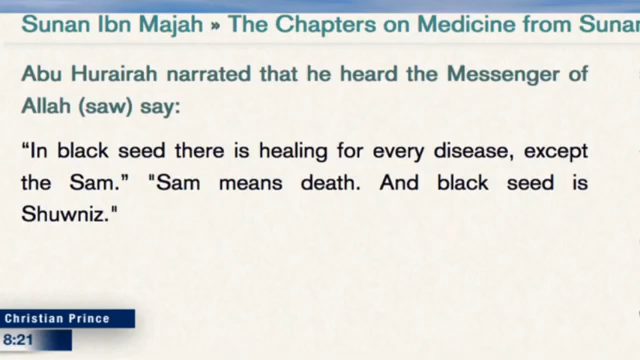 Sunan Ibn Majah » The Chapters on Medicine from Sunan
Abu Hurairah narrated that he heard the Messenger of
Allah (saw) say:
“In black seed there is healing for every disease, except
the Sam.” "Sam means death. And black seed is
Shuwniz."
Christian Prince
8:21